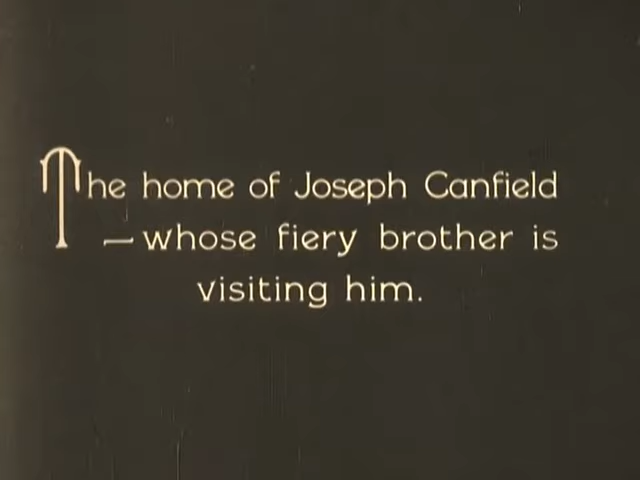 The home of Joseph Canfield
—whose fiery brother is
visiting him.